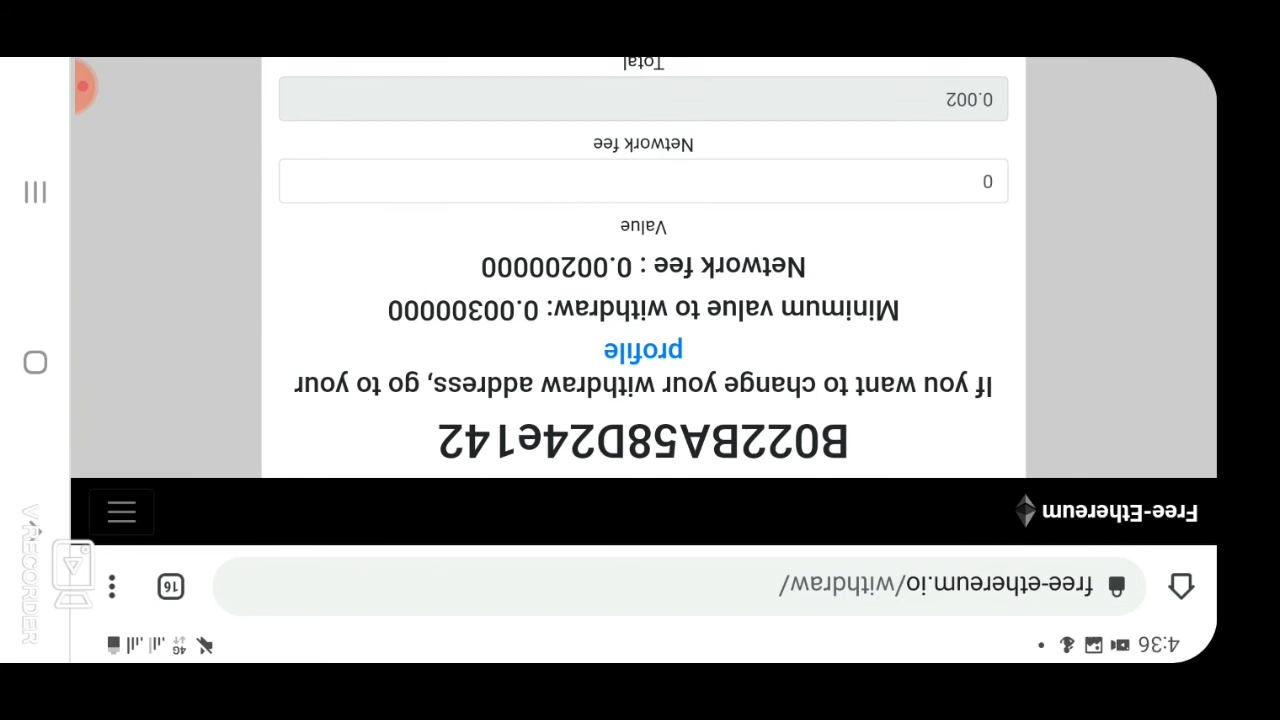 4:36
4G
free-ethereum.io/withdraw/
16
Free-Ethereum
B022BA58D24e142
If you want to change your withdraw address, go to your
profile
Minimum value to withdraw: 0.00300000
Network fee : 0.00200000
Value
0
Network fee
0.002
Total
V RECORDER